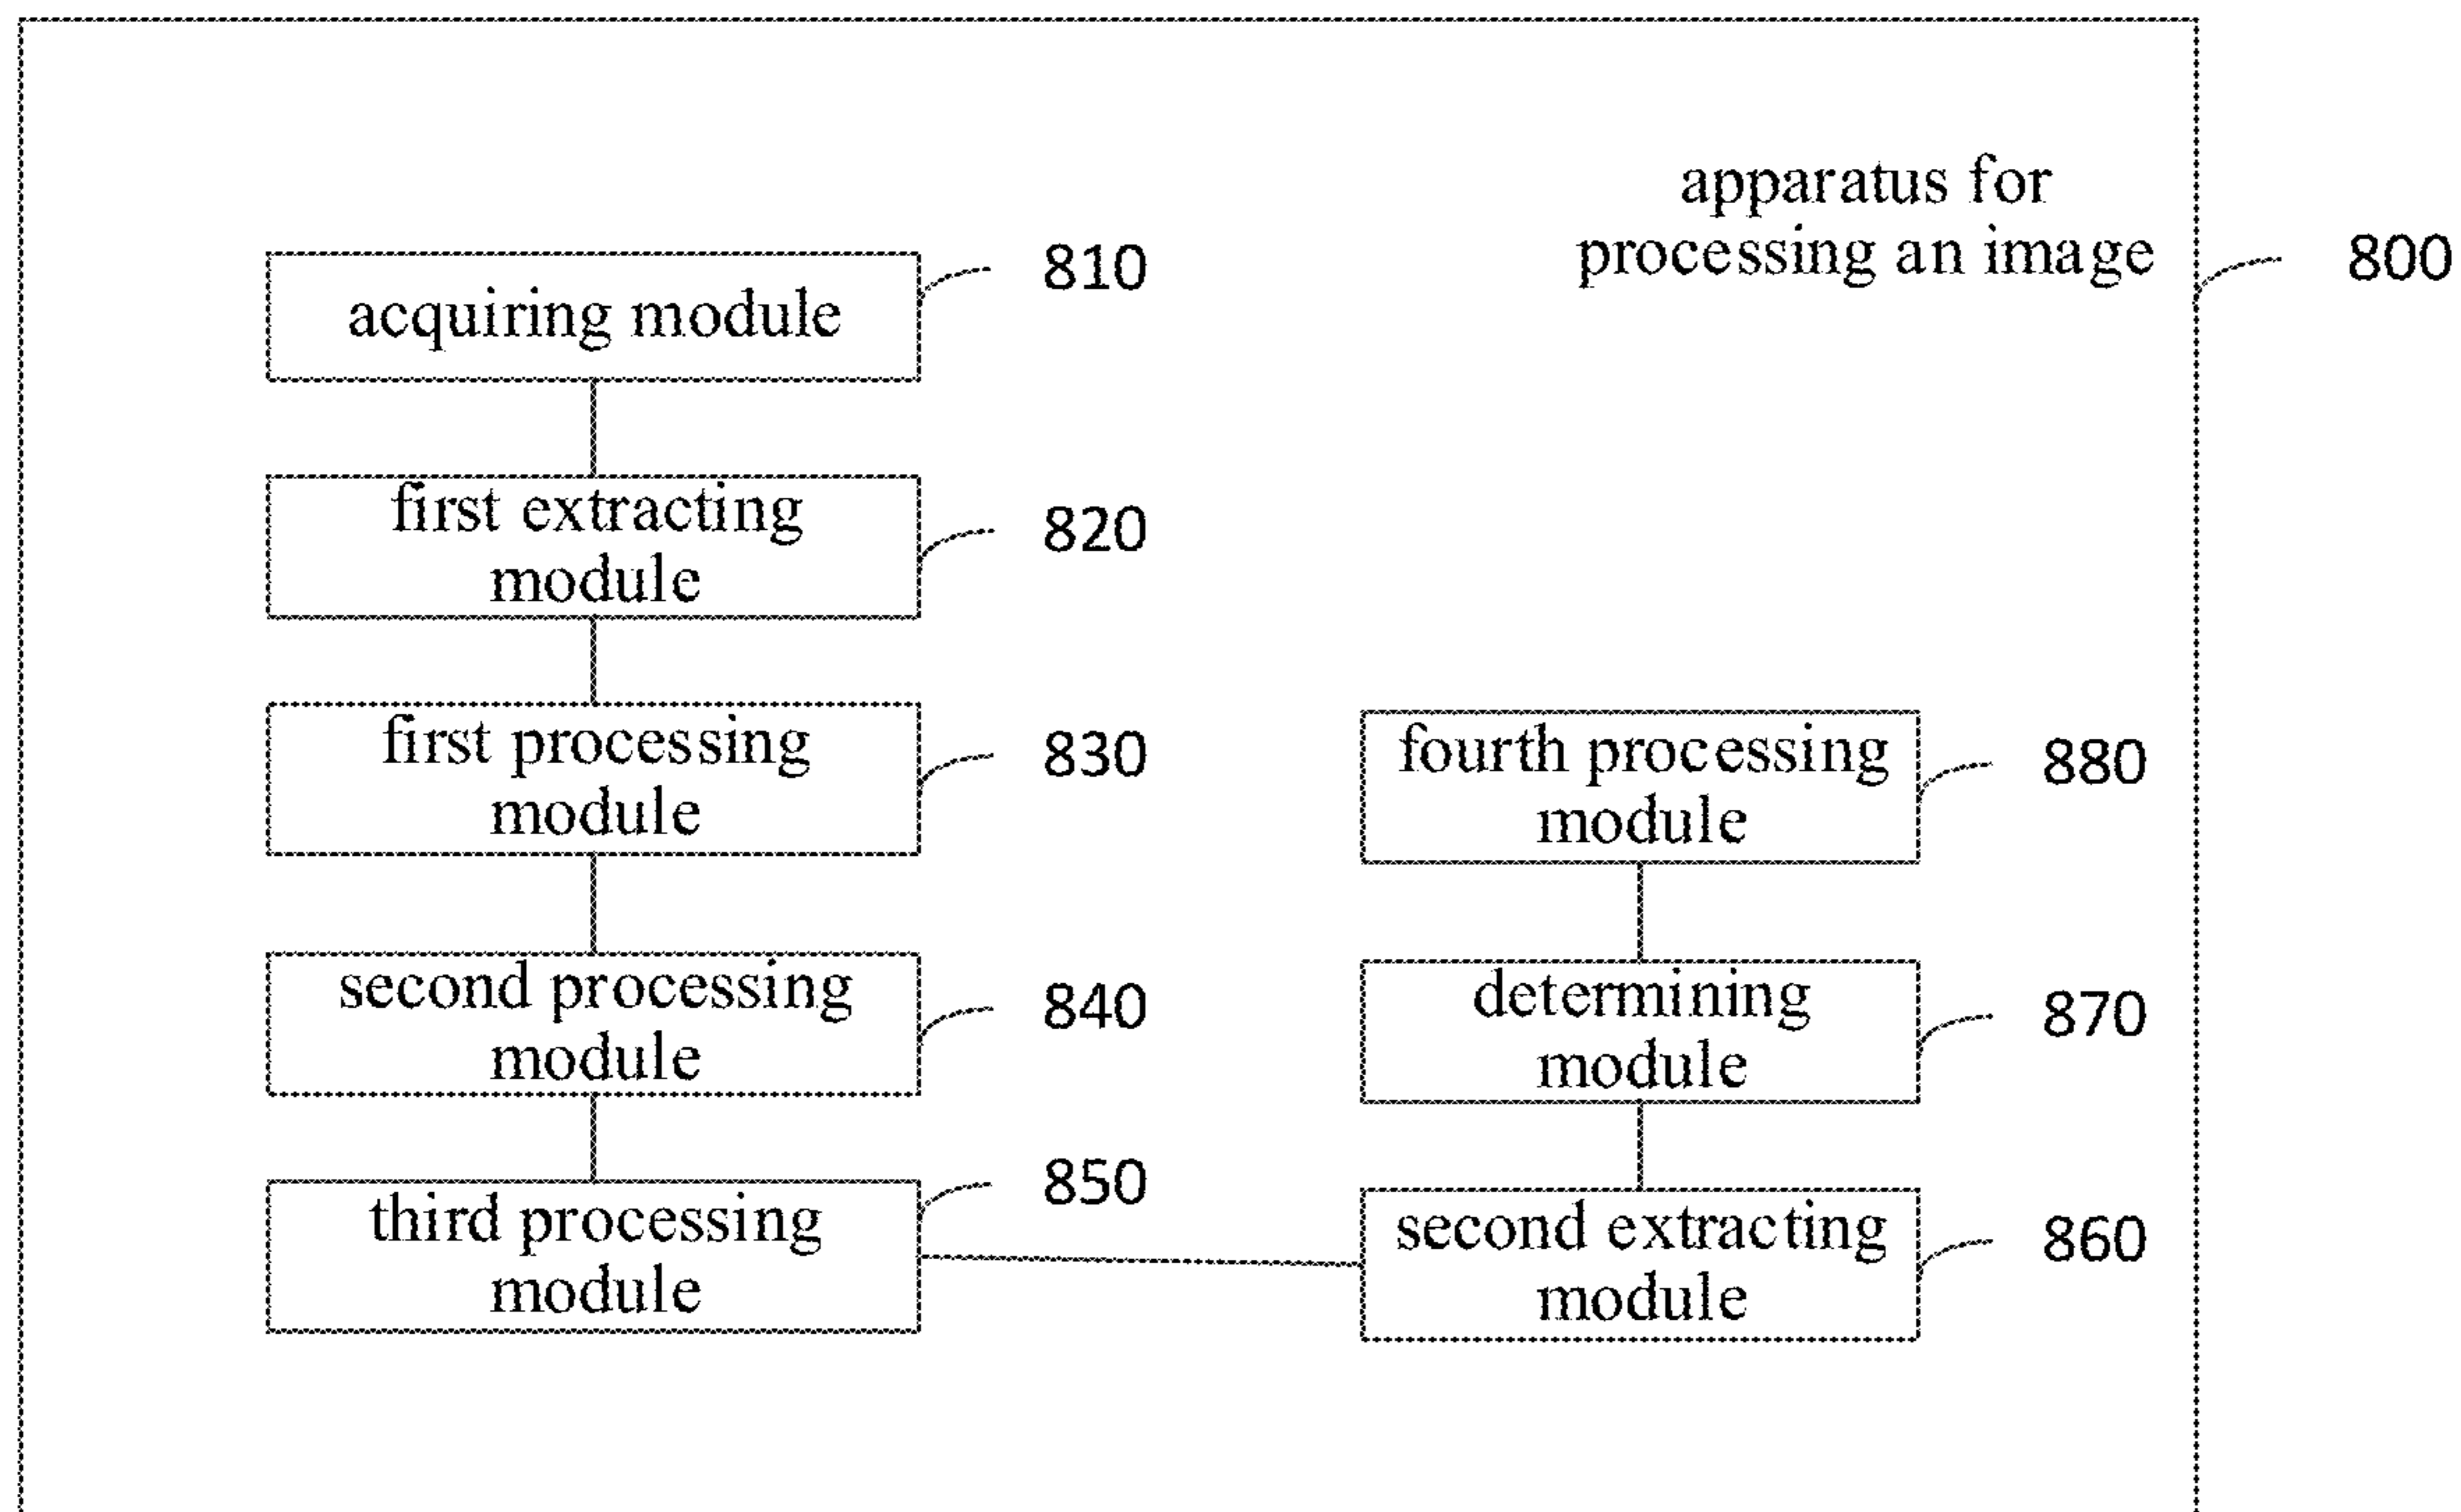 apparatus for
processing an image
800
acquiring module
810
first extracting
module
820
first processing
module
830
second processing
module
840
third processing
module
850
fourth processing
module
880
determining
module
870
second extracting
module
860